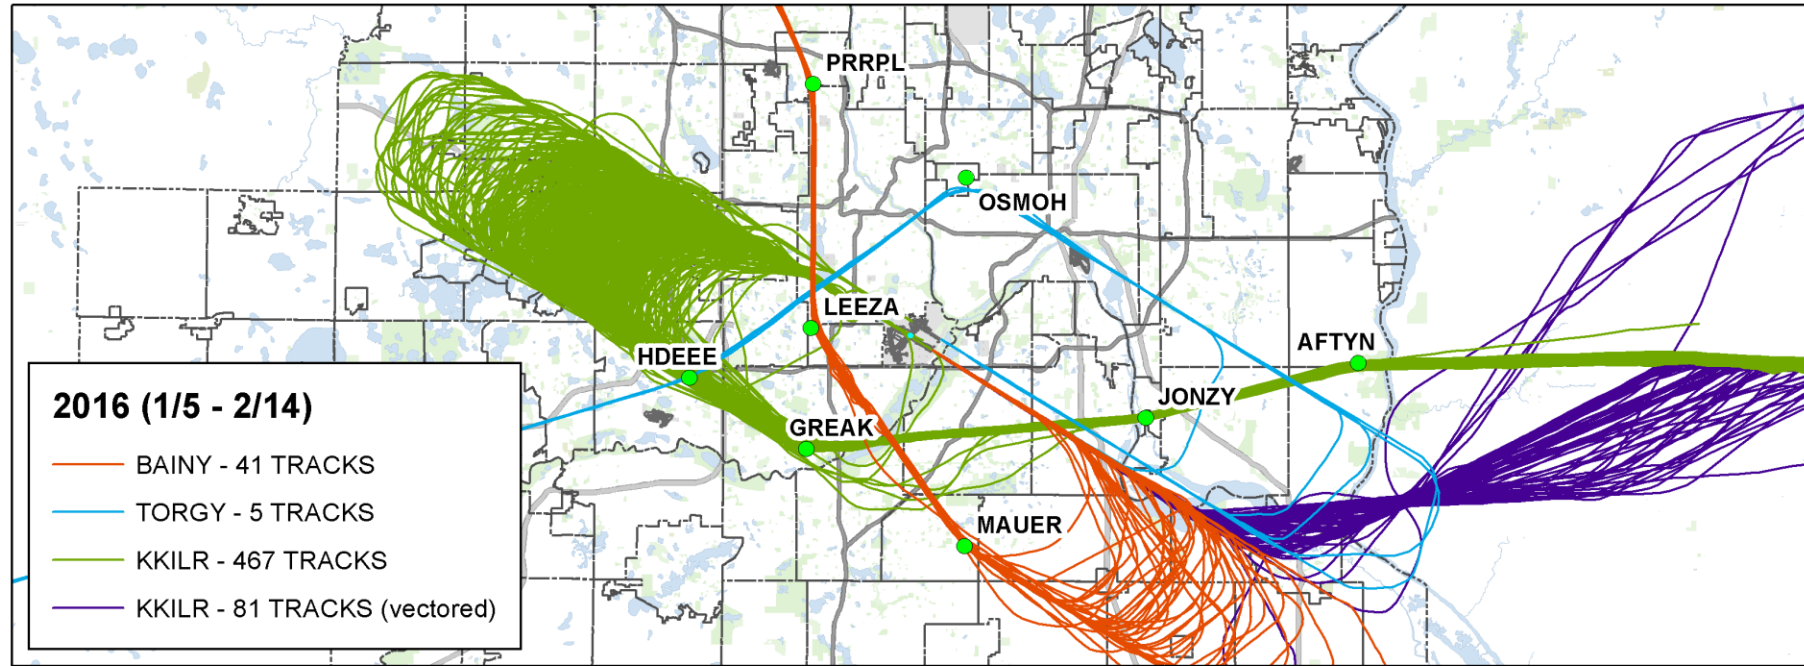 PRRPL
OSMOH
LEEZA
HDEEE
AFTYN
JONZY
GREAK
MAUER
2016 (1/5 - 2/14)
BAINY - 41 TRACKS
TORGY - 5 TRACKS
KKILR - 467 TRACKS
KKILR - 81 TRACKS (vectored)